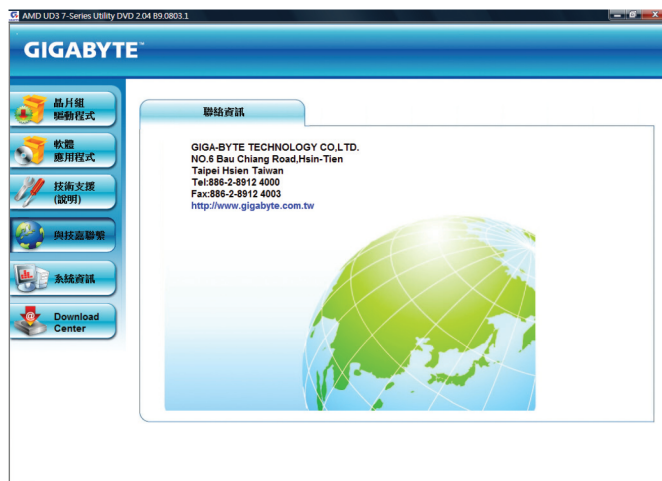 AMD UD3 7-Series Utility DVD 2.04 B9.0803.1
GIGABYTE™
晶片組
驅動程式
軟體
應用程式
技術支援
(說明)
與技嘉聯繫
系統資訊
Download
Center
聯絡資訊
GIGA-BYTE TECHNOLOGY CO,LTD.
NO.6 Bau Chiang Road,Hsin-Tien
Taipei Hsien Taiwan
Tel:886-2-8912 4000
Fax:886-2-8912 4003
http://www.gigabyte.com.tw